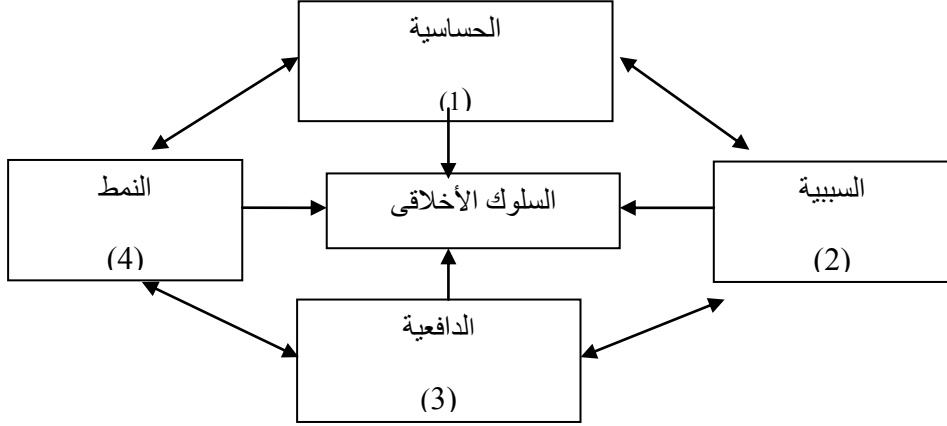 الحساسية
(1)
النمط
(4)
السلوك الأخلاقى
السببية
(2)
الدافعية
(3)